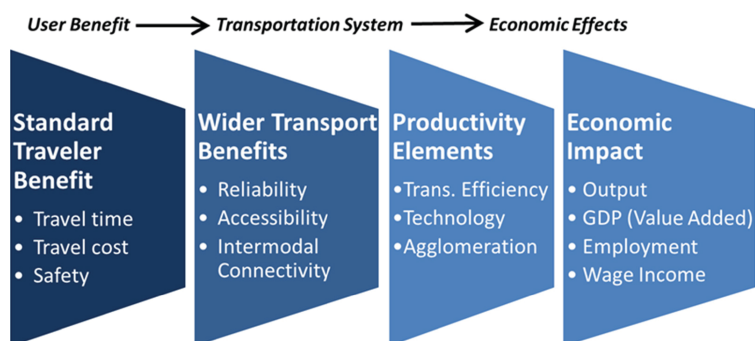 User Benefit → Transportation System → Economic Effects
Standard
Traveler
Benefit
• Travel time
• Travel cost
• Safety
Wider Transport
Benefits
• Reliability
• Accessibility
• Intermodal
Connectivity
Productivity
Elements
•Trans. Efficiency
•Technology
•Agglomeration
Economic
Impact
• Output
• GDP (Value Added)
• Employment
• Wage Income